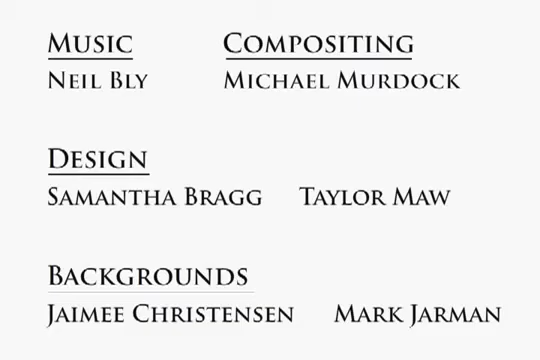 Music Compositing
Neil Bly Michael Murdock
Design
Samantha Bragg Taylor Maw
Backgrounds
Jaimee Christensen Mark Jarman